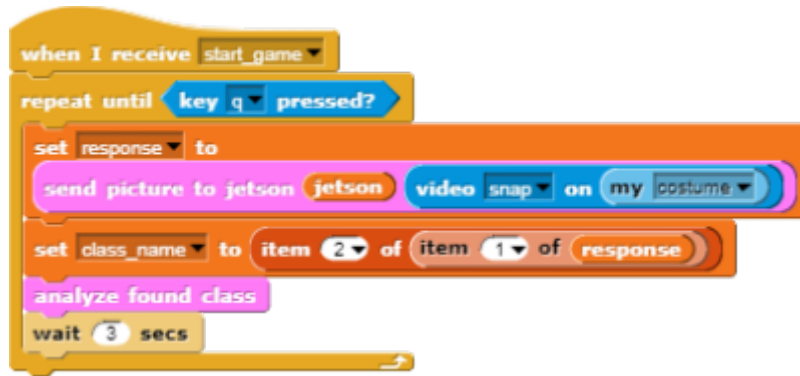 when I receive start_game
repeat until key q pressed?
set response to
send picture to jetson jetson video snap on my costume
set class_name to item 2 of item 1 of response
analyze found class
wait 3 secs